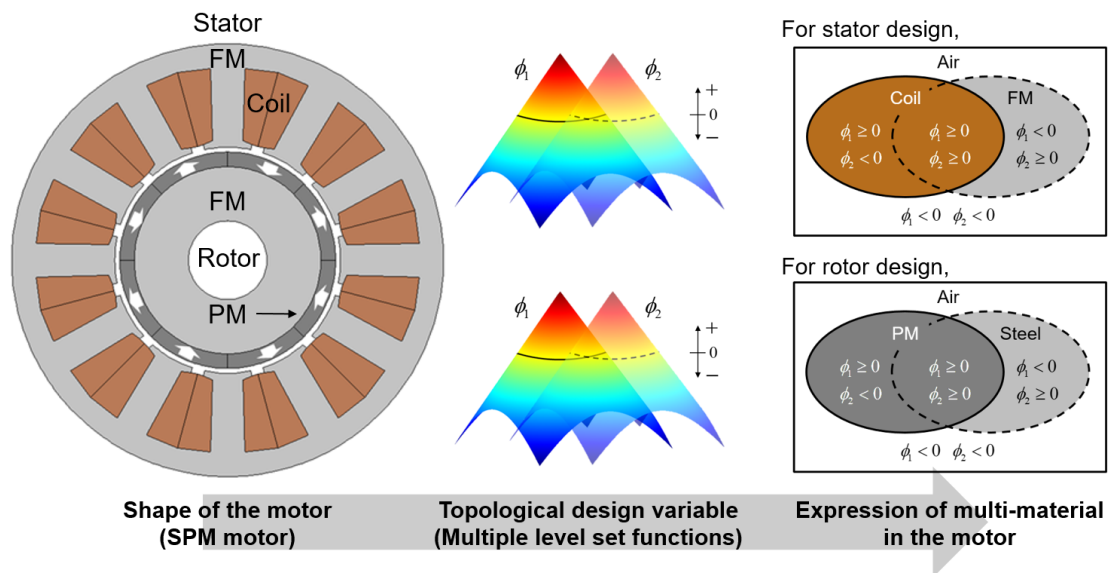 Stator
FM
Coil
FM
Rotor
PM
ϕ₁ ϕ₂
+
0
−
ϕ₁ ϕ₂
+
0
−
For stator design,
Air
Coil FM
ϕ₁ ≥ 0 ϕ₁ ≥ 0 ϕ₁ < 0
ϕ₂ < 0 ϕ₂ ≥ 0 ϕ₂ ≥ 0
ϕ₁ < 0 ϕ₂ < 0
For rotor design,
Air
PM Steel
ϕ₁ ≥ 0 ϕ₁ ≥ 0 ϕ₁ < 0
ϕ₂ < 0 ϕ₂ ≥ 0 ϕ₂ ≥ 0
ϕ₁ < 0 ϕ₂ < 0
Shape of the motor
(SPM motor)
Topological design variable
(Multiple level set functions)
Expression of multi-material
in the motor